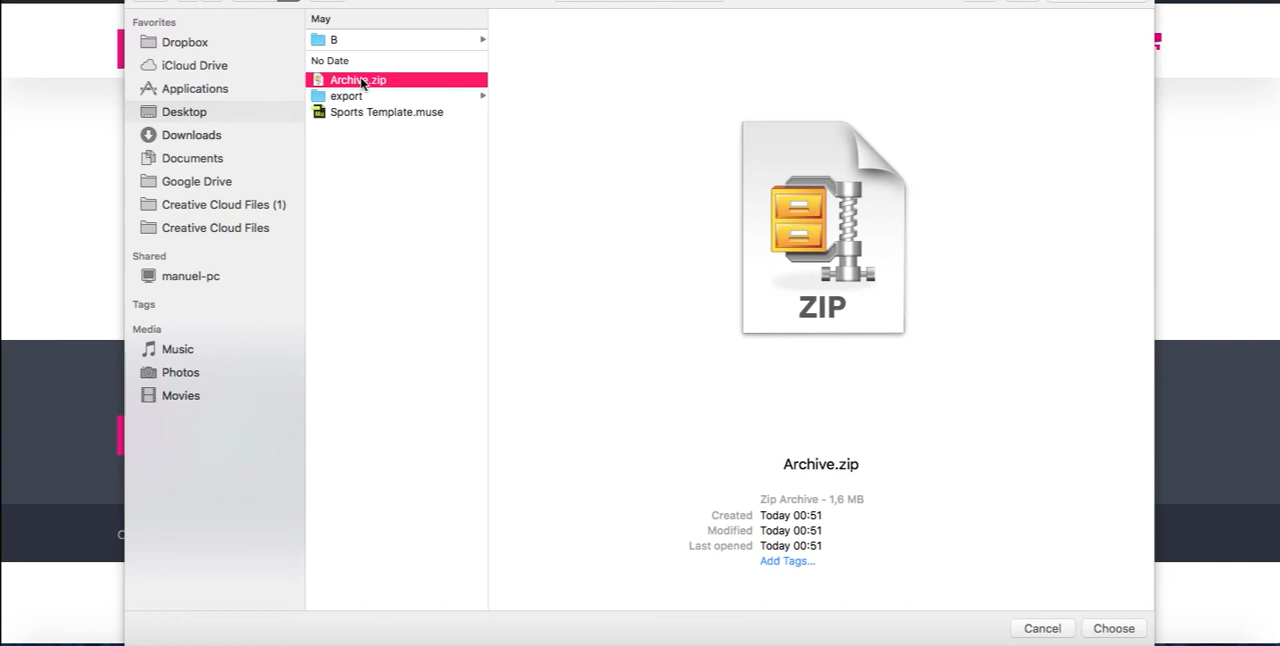 Favorites
Dropbox
iCloud Drive
Applications
Desktop
Downloads
Documents
Google Drive
Creative Cloud Files (1)
Creative Cloud Files
Shared
manuel-pc
Tags
Media
Music
Photos
Movies
May
B
No Date
Archive.zip
export
Sports Template.muse
ZIP
Archive.zip
Zip Archive - 1,6 MB
Created Today 00:51
Modified Today 00:51
Last opened Today 00:51
Add Tags...
Cancel
Choose